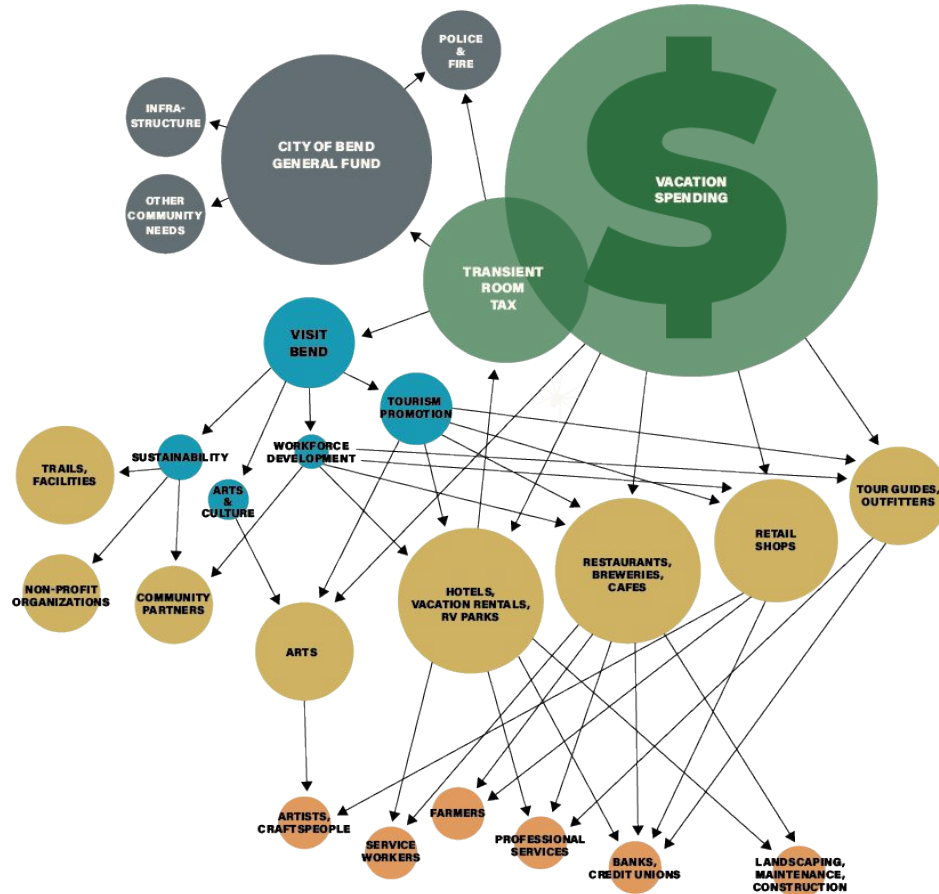 POLICE
&
FIRE
INFRA-
STRUCTURE
CITY OF BEND
GENERAL FUND
OTHER
COMMUNITY
NEEDS
$
VACATION
SPENDING
TRANSIENT
ROOM
TAX
VISIT
BEND
TOURISM
PROMOTION
SUSTAINABILITY
WORKFORCE
DEVELOPMENT
ARTS
&
CULTURE
TRAILS,
FACILITIES
TOUR GUIDES,
OUTFITTERS
RETAIL
SHOPS
RESTAURANTS,
BREWERIES,
CAFES
HOTELS,
VACATION RENTALS,
RV PARKS
NON-PROFIT
ORGANIZATIONS
COMMUNITY
PARTNERS
ARTS
ARTISTS,
CRAFTSPEOPLE
SERVICE
WORKERS
FARMERS
PROFESSIONAL
SERVICES
BANKS,
CREDIT UNIONS
LANDSCAPING,
MAINTENANCE,
CONSTRUCTION